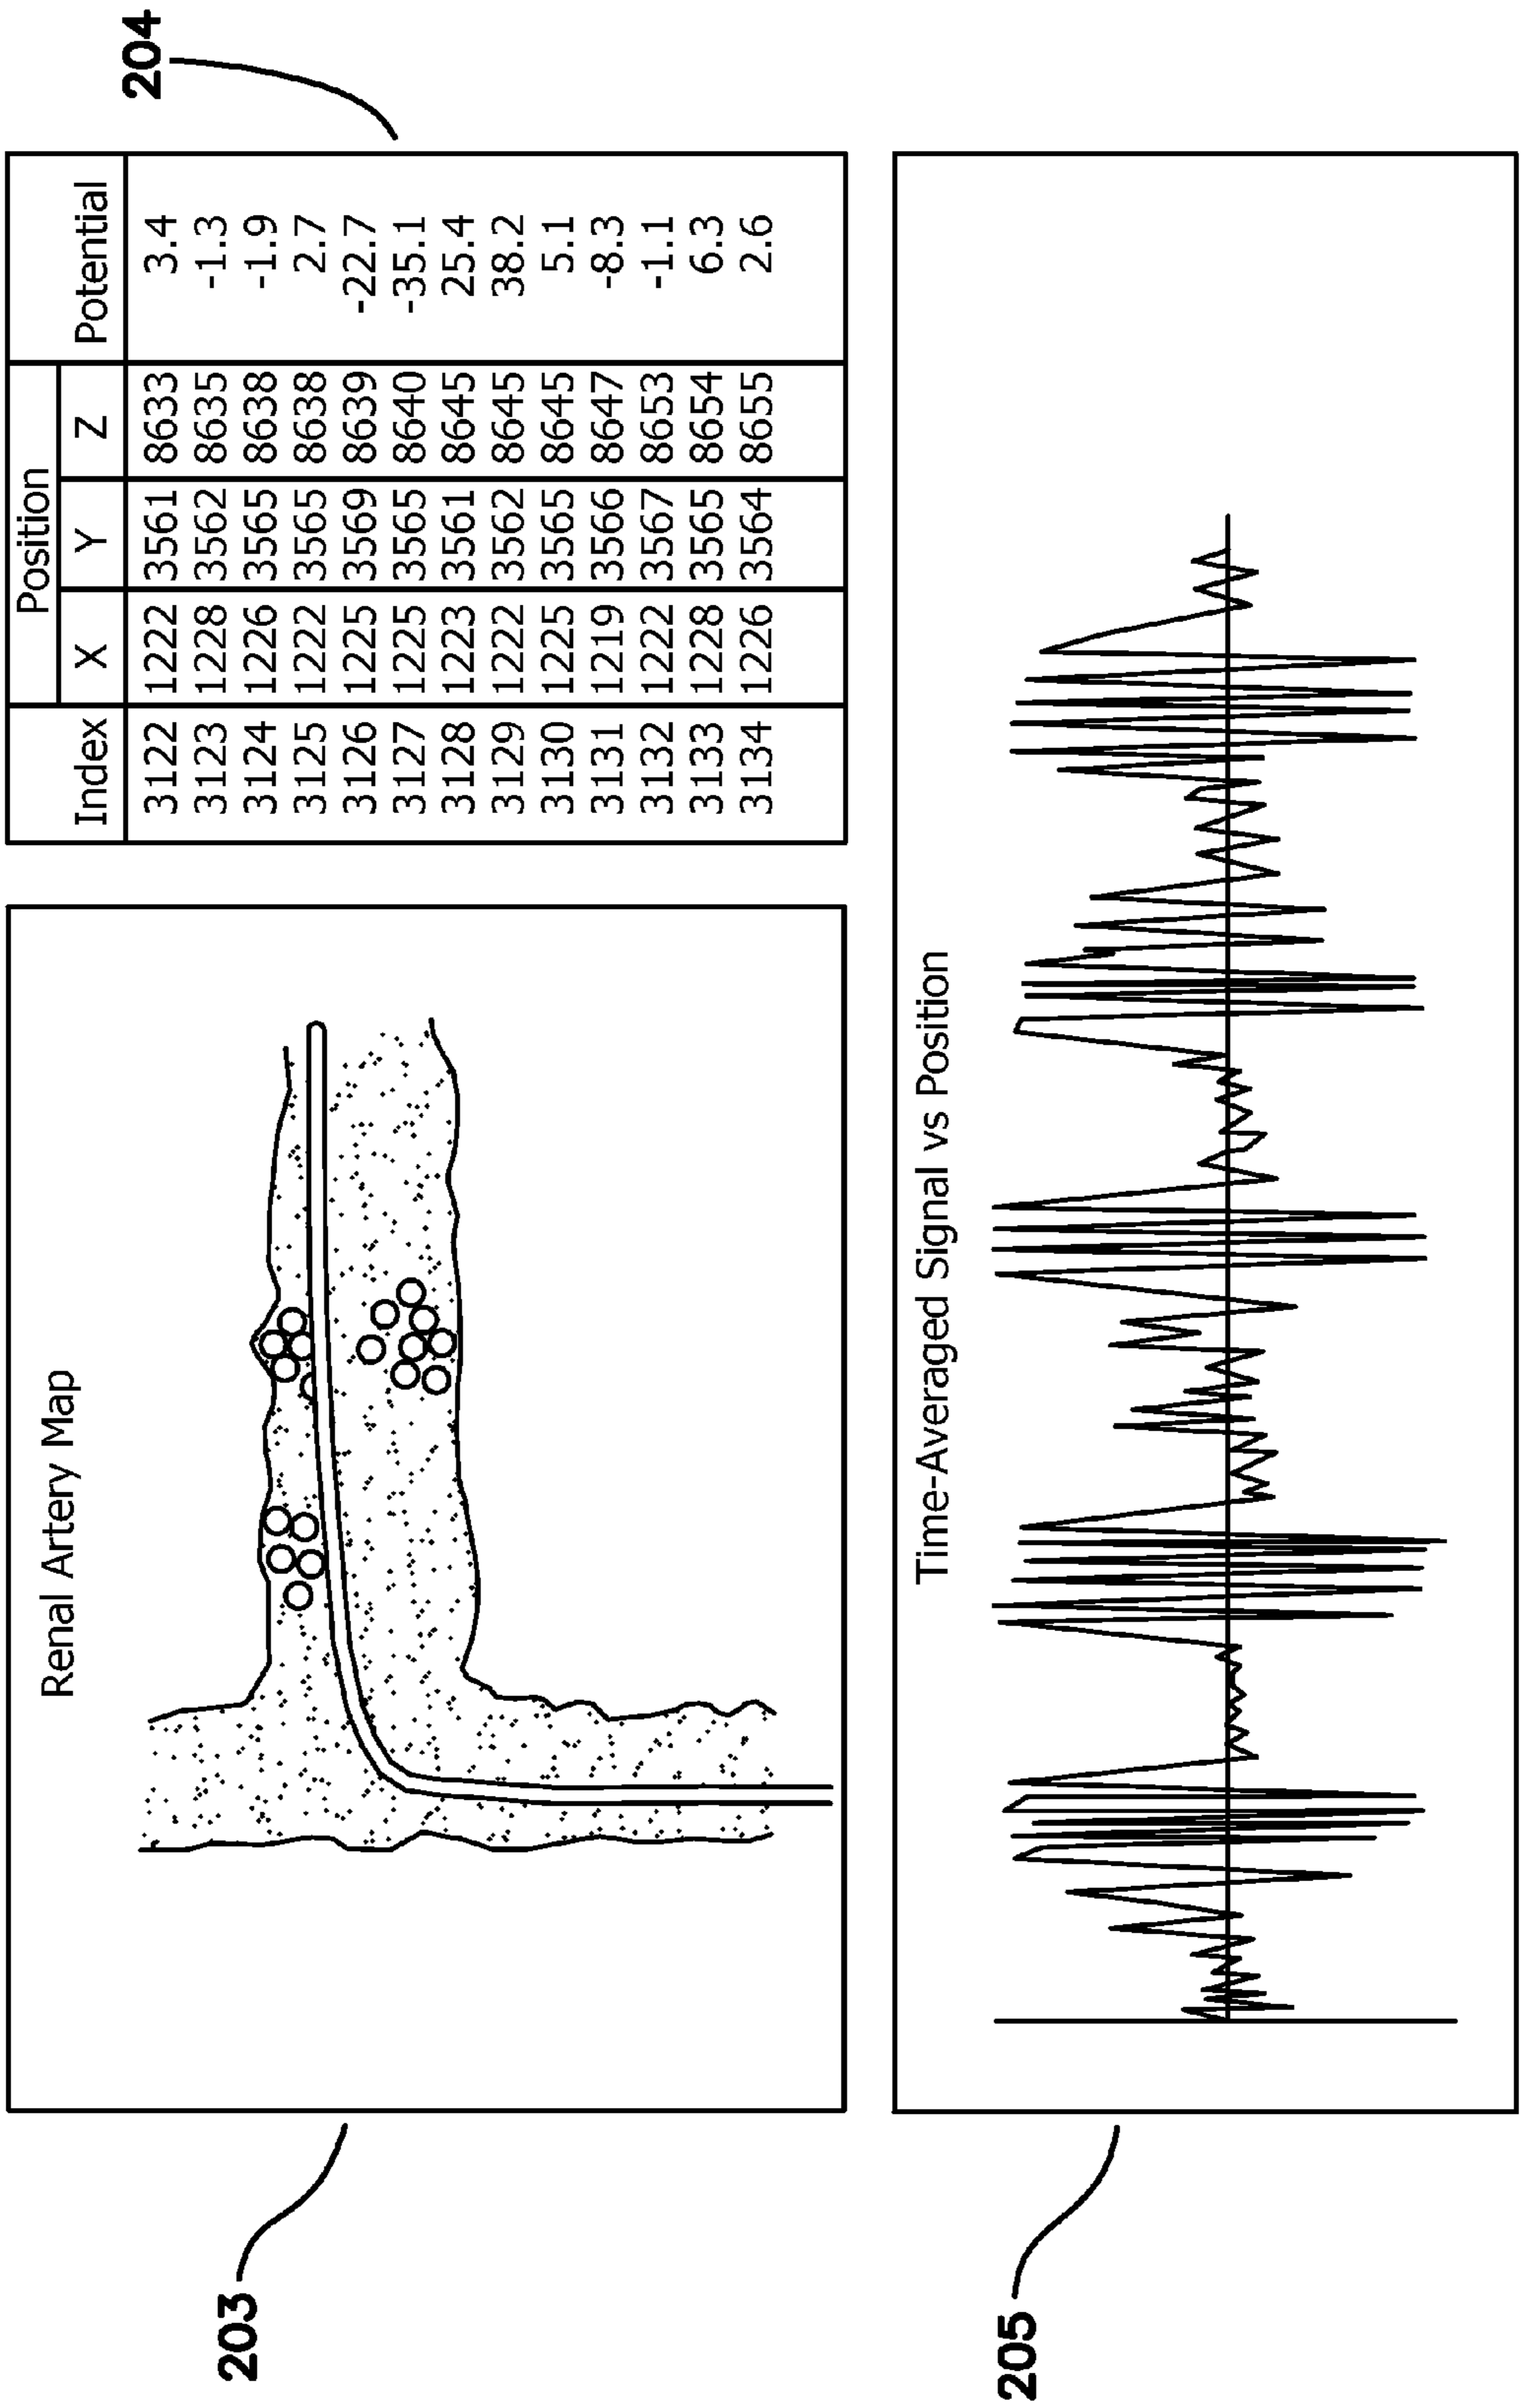 Renal Artery Map
203
Position
Index X Y Z Potential
3122 1222 3561 8633 3.4
3123 1228 3562 8635 -1.3
3124 1226 3565 8638 -1.9
3125 1222 3565 8638 2.7
3126 1225 3569 8639 -22.7
3127 1225 3565 8640 -35.1
3128 1223 3561 8645 25.4
3129 1222 3562 8645 38.2
3130 1225 3565 8645 5.1
3131 1219 3566 8647 -8.3
3132 1222 3567 8653 -1.1
3133 1228 3565 8654 6.3
3134 1226 3564 8655 2.6
204
Time-Averaged Signal vs Position
205